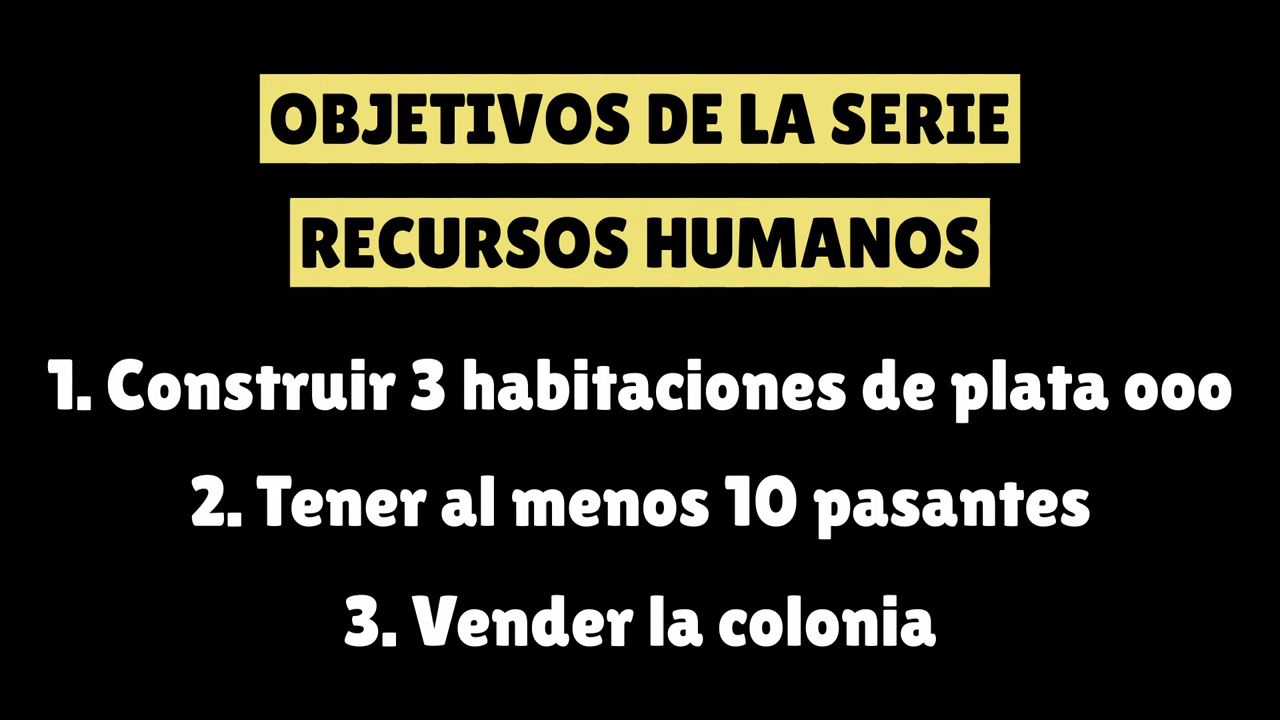 OBJETIVOS DE LA SERIE
RECURSOS HUMANOS
1. Construir 3 habitaciones de plata ooo
2. Tener al menos 10 pasantes
3. Vender la colonia